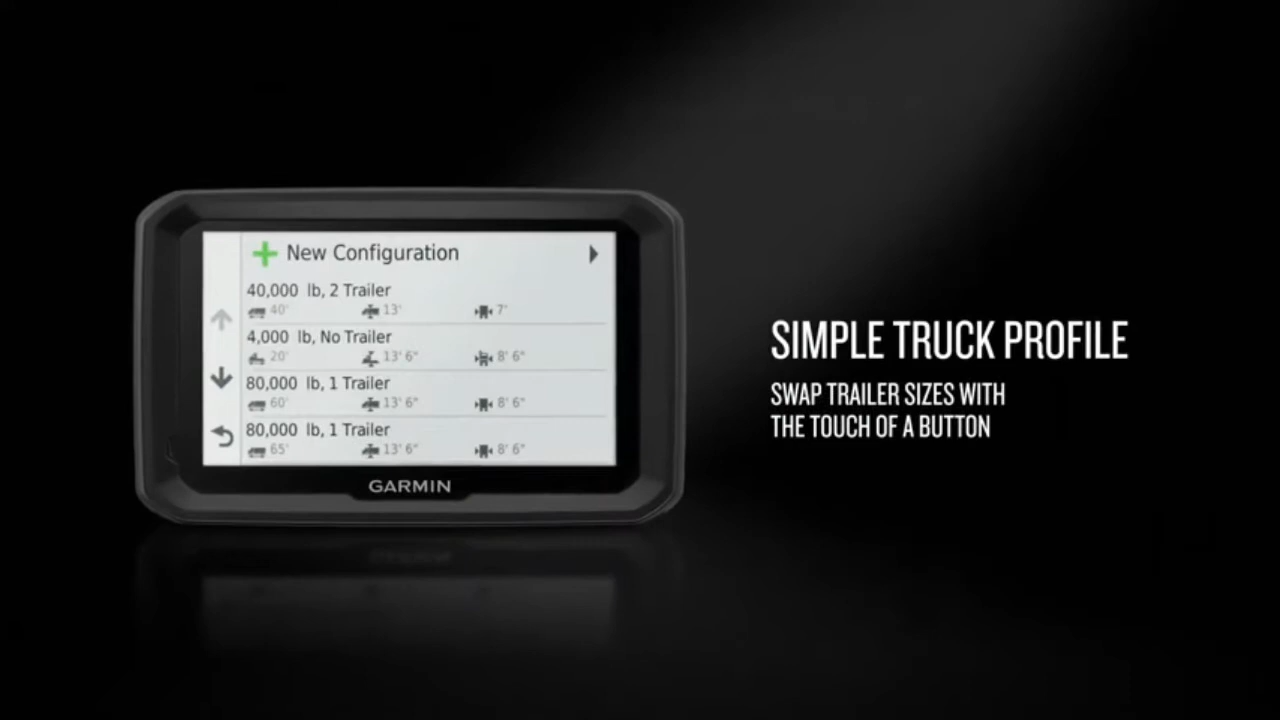 New Configuration
40,000 lb, 2 Trailer
40' 13' 7'
4,000 lb, No Trailer
20' 13' 6" 8' 6"
80,000 lb, 1 Trailer
60' 13' 6" 8' 6"
80,000 lb, 1 Trailer
65' 13' 6" 8' 6"
GARMIN
SIMPLE TRUCK PROFILE
SWAP TRAILER SIZES WITH
THE TOUCH OF A BUTTON